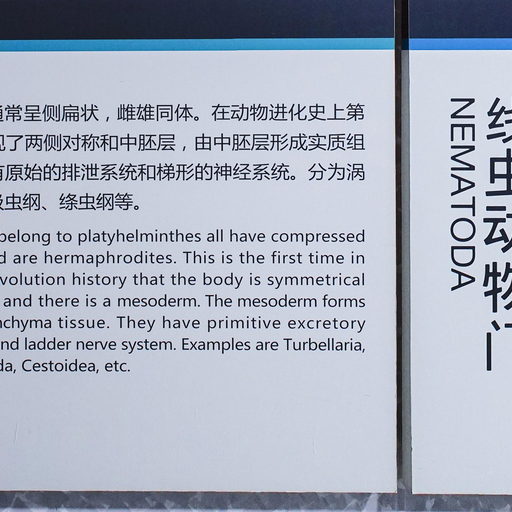 通常呈侧扁状，雌雄同体。在动物进化史上第
现了两侧对称和中胚层，由中胚层形成实质组
有原始的排泄系统和梯形的神经系统。分为涡
吸虫纲、绦虫纲等。
belong to platyhelminthes all have compressed
d are hermaphrodites. This is the first time in
evolution history that the body is symmetrical
and there is a mesoderm. The mesoderm forms
nchyma tissue. They have primitive excretory
nd ladder nerve system. Examples are Turbellaria,
da, Cestoidea, etc.
线虫动物门
NEMATODA